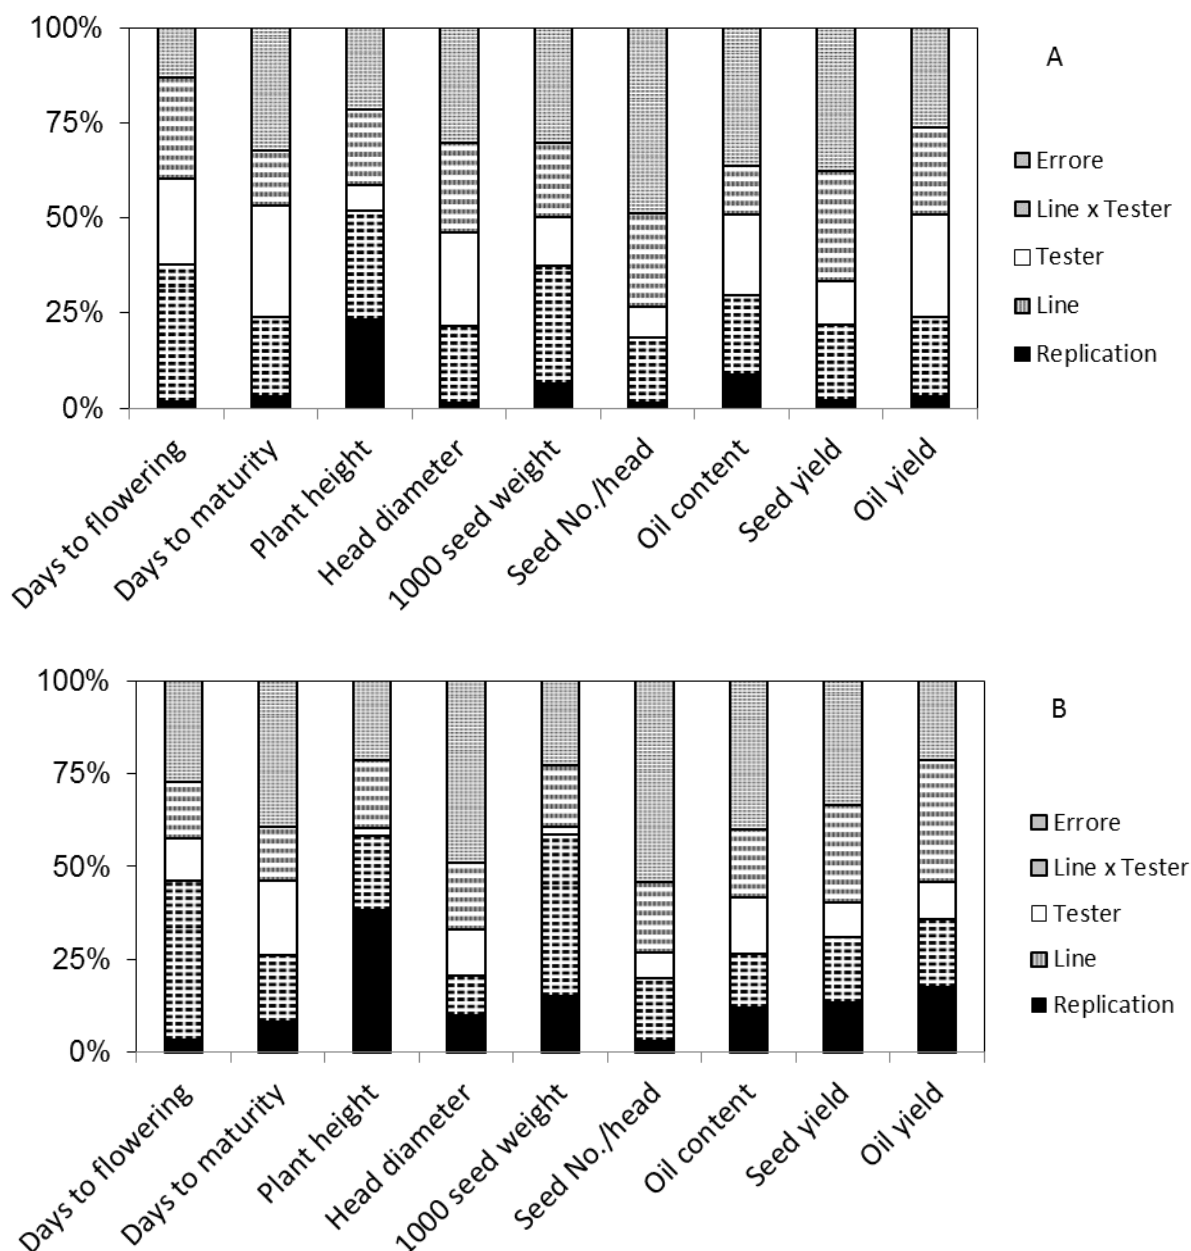 100%
75%
50%
25%
0%
A
Errore
Line x Tester
Tester
Line
Replication
Days to flowering
Days to maturity
Plant height
Head diameter
1000 seed weight
Seed No./head
Oil content
Seed yield
Oil yield
100%
75%
50%
25%
0%
B
Errore
Line x Tester
Tester
Line
Replication
Days to flowering
Days to maturity
Plant height
Head diameter
1000 seed weight
Seed No./head
Oil content
Seed yield
Oil yield